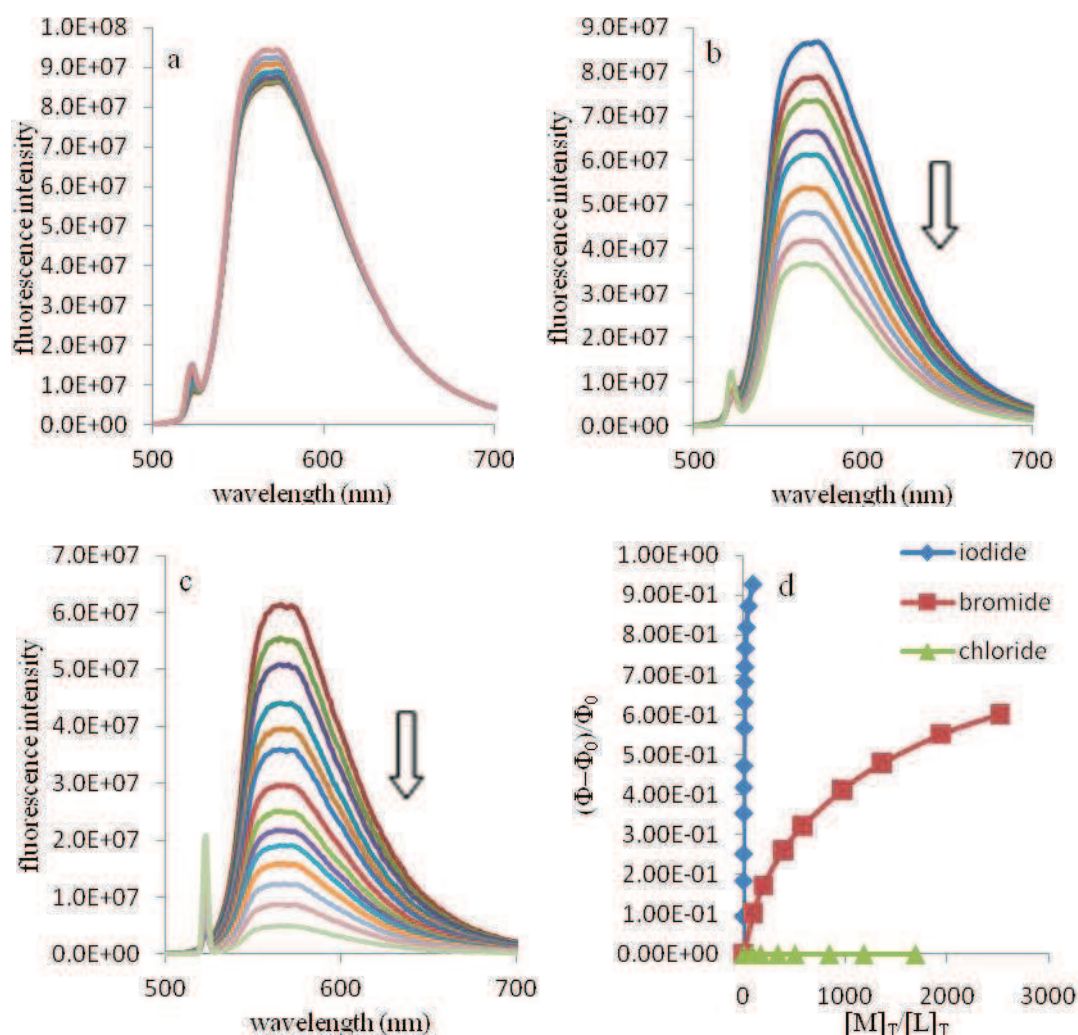 a
fluorescence intensity
1.0E+08
9.0E+07
8.0E+07
7.0E+07
6.0E+07
5.0E+07
4.0E+07
3.0E+07
2.0E+07
1.0E+07
0.0E+00
500 600 700
wavelength (nm)
b
fluorescence intensity
9.0E+07
8.0E+07
7.0E+07
6.0E+07
5.0E+07
4.0E+07
3.0E+07
2.0E+07
1.0E+07
0.0E+00
500 600 700
wavelength (nm)
c
fluorescence intensity
7.0E+07
6.0E+07
5.0E+07
4.0E+07
3.0E+07
2.0E+07
1.0E+07
0.0E+00
500 600 700
wavelength (nm)
d
(Φ−Φ₀)/Φ₀
1.00E+00
9.00E-01
8.00E-01
7.00E-01
6.00E-01
5.00E-01
4.00E-01
3.00E-01
2.00E-01
1.00E-01
0.00E+00
0 1000 2000 3000
[M]T/[L]T
iodide
bromide
chloride